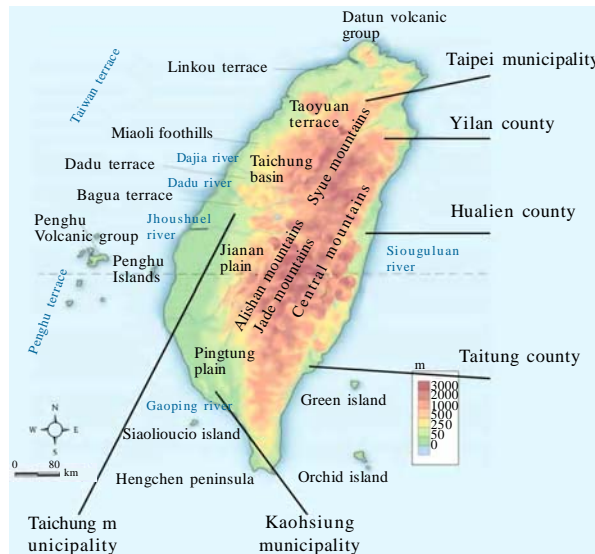 Datun volcanic
group
Linkou terrace
Taipei municipality
Taiwan terrace
Taoyuan
terrace
Yilan county
Miaoli foothills
Dajia river
Taichung
basin
Syue mountains
Dadu terrace
Dadu river
Bagua terrace
Penghu
Volcanic group
Jhoushuel
river
Hualien county
Jianan
plain
Siouguluan
river
Penghu
Islands
Alishan mountains
Jade mountains
Central mountains
Penghu terrace
Pingtung
plain
Taitung county
m
3000
2000
1000
500
250
50
0
Green island
Gaoping river
N
W E
S
Siaolioucio island
0 80
km
Hengchen peninsula
Orchid island
Taichung m
unicipality
Kaohsiung
municipality